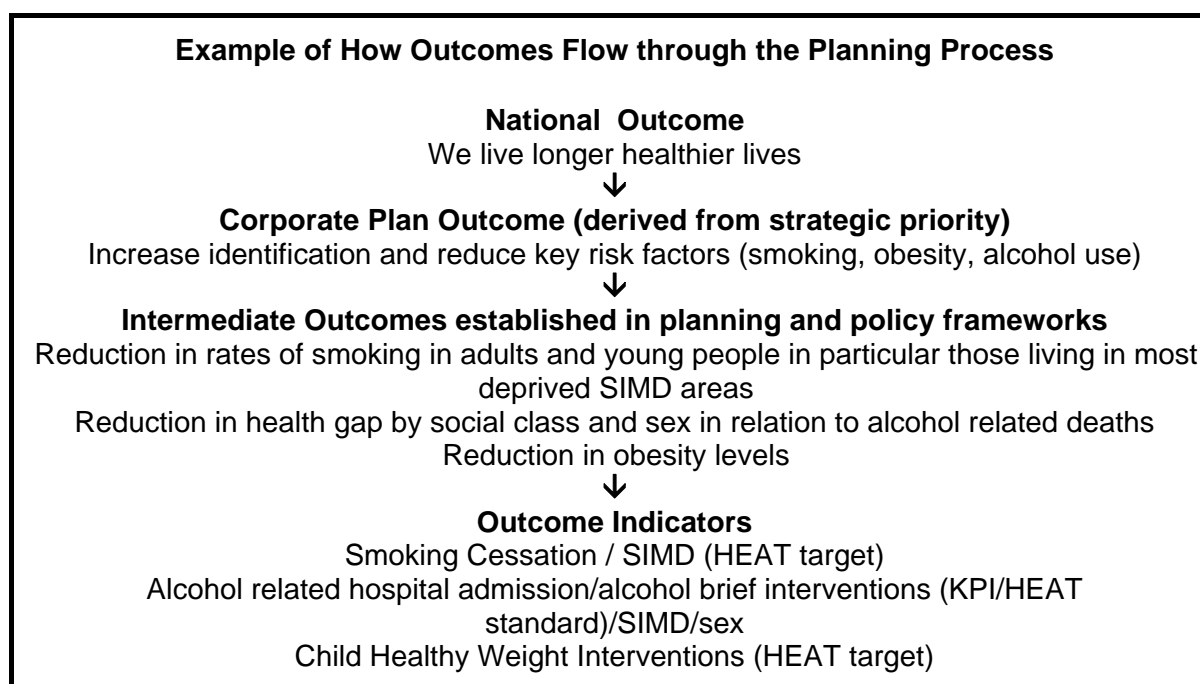 Example of How Outcomes Flow through the Planning Process
National Outcome
We live longer healthier lives
↓
Corporate Plan Outcome (derived from strategic priority)
Increase identification and reduce key risk factors (smoking, obesity, alcohol use)
↓
Intermediate Outcomes established in planning and policy frameworks
Reduction in rates of smoking in adults and young people in particular those living in most
deprived SIMD areas
Reduction in health gap by social class and sex in relation to alcohol related deaths
Reduction in obesity levels
↓
Outcome Indicators
Smoking Cessation / SIMD (HEAT target)
Alcohol related hospital admission/alcohol brief interventions (KPI/HEAT
standard)/SIMD/sex
Child Healthy Weight Interventions (HEAT target)